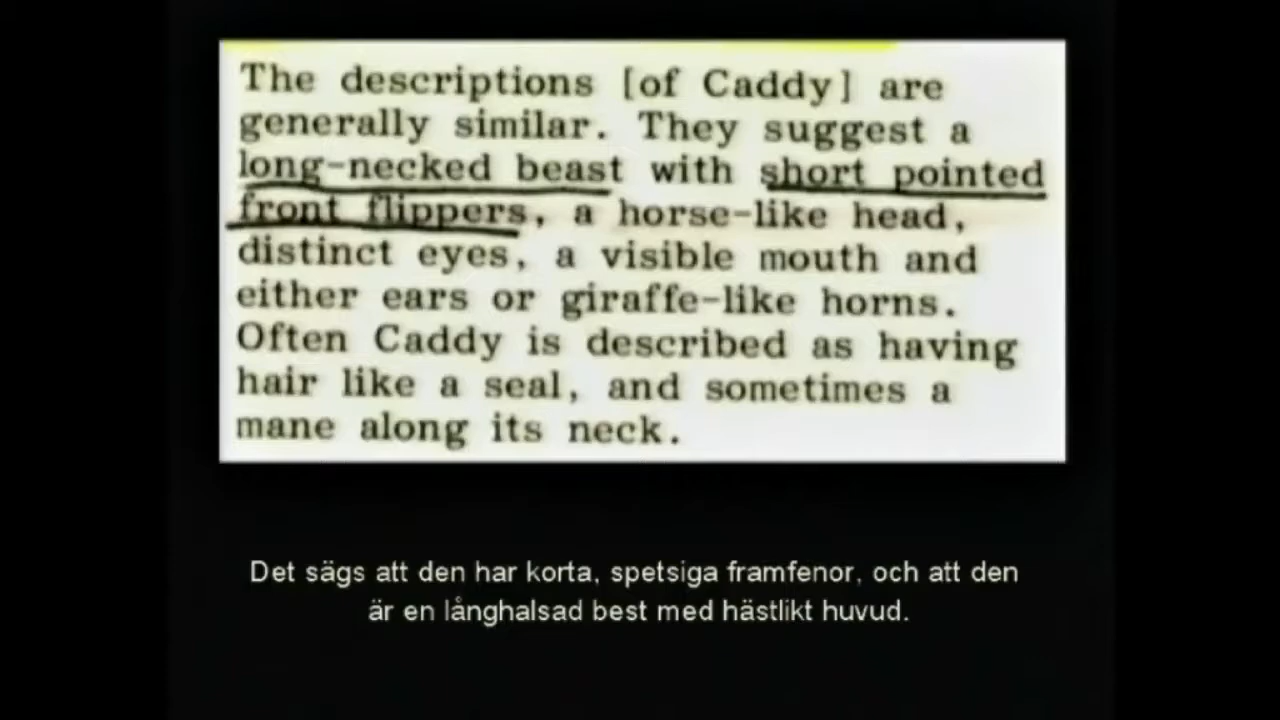 The descriptions [of Caddy] are
generally similar. They suggest a
long-necked beast with short pointed
front flippers, a horse-like head,
distinct eyes, a visible mouth and
either ears or giraffe-like horns.
Often Caddy is described as having
hair like a seal, and sometimes a
mane along its neck.
Det sägs att den har korta, spetsiga framfenor, och att den
är en långhalsad best med hästlikt huvud.